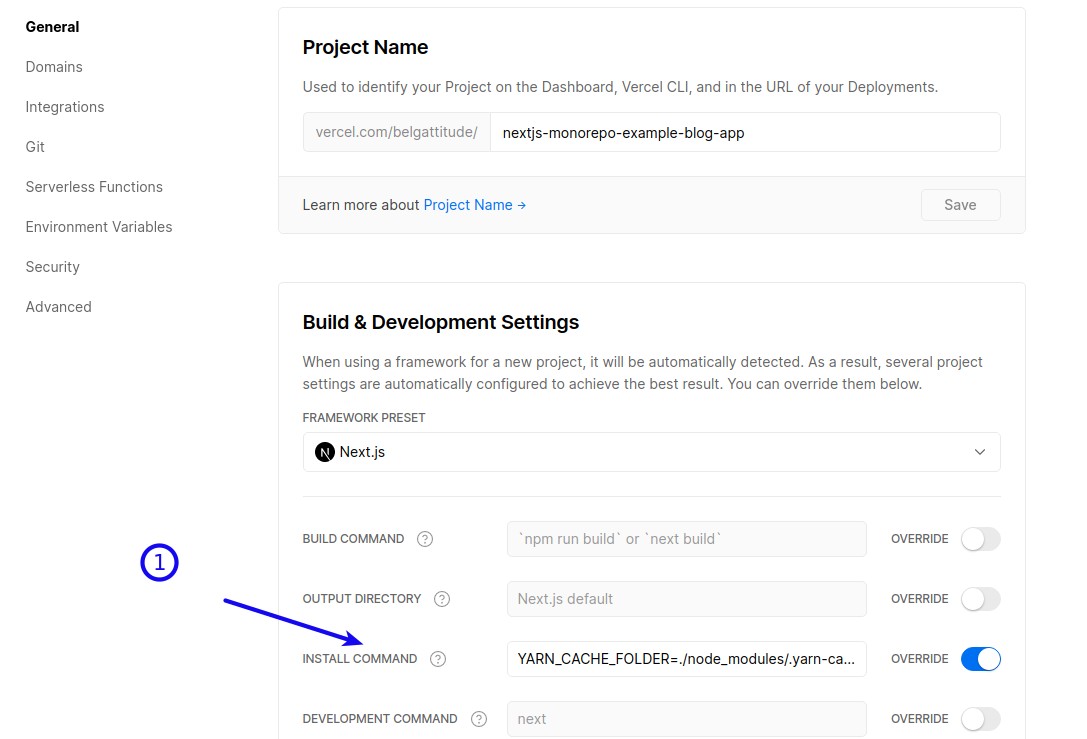 General
Domains
Integrations
Git
Serverless Functions
Environment Variables
Security
Advanced
Project Name
Used to identify your Project on the Dashboard, Vercel CLI, and in the URL of your Deployments.
vercel.com/belgattitude/ nextjs-monorepo-example-blog-app
Learn more about Project Name → Save
Build & Development Settings
When using a framework for a new project, it will be automatically detected. As a result, several project
settings are automatically configured to achieve the best result. You can override them below.
FRAMEWORK PRESET
N Next.js
BUILD COMMAND ? `npm run build` or `next build` OVERRIDE
1
OUTPUT DIRECTORY ? Next.js default OVERRIDE
INSTALL COMMAND ? YARN_CACHE_FOLDER=./node_modules/.yarn-ca... OVERRIDE
DEVELOPMENT COMMAND ? next OVERRIDE